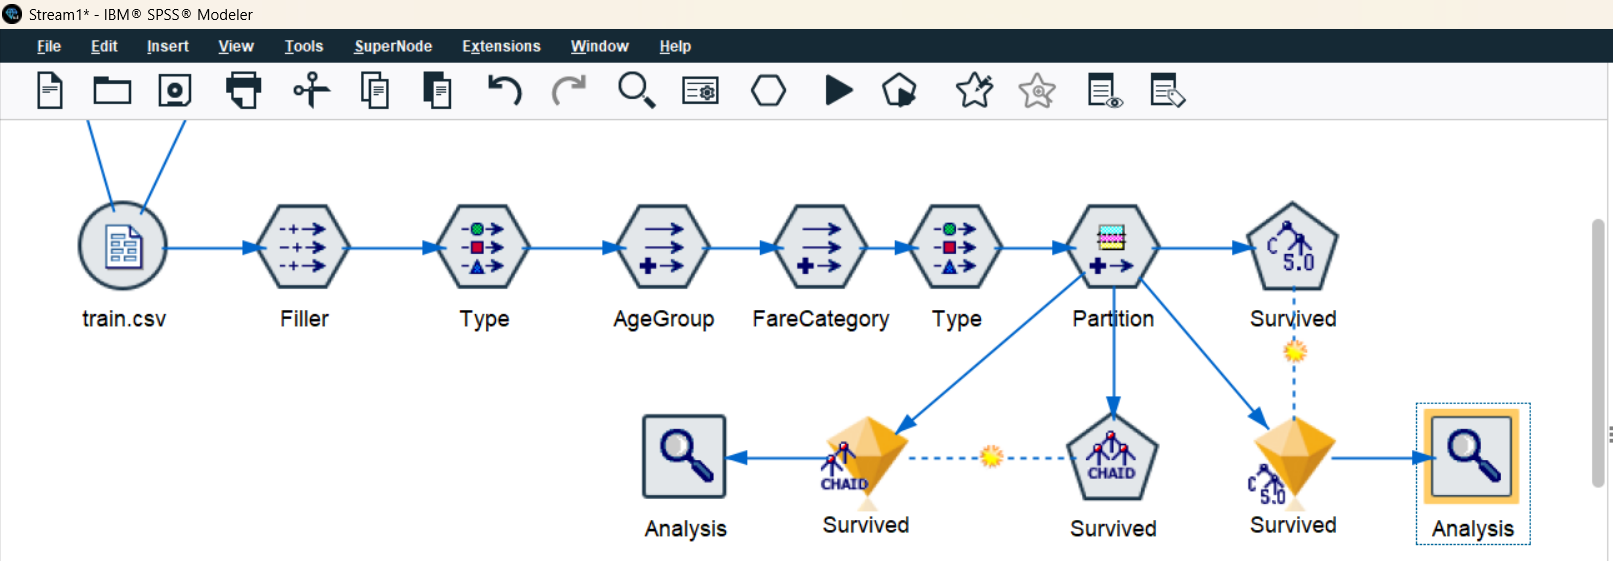 Stream1* - IBM® SPSS® Modeler
File Edit Insert View Tools SuperNode Extensions Window Help
C 5.0
train.csv Filler Type AgeGroup FareCategory Type Partition Survived
CHAID CHAID C 5.0
Analysis Survived Survived Survived Analysis